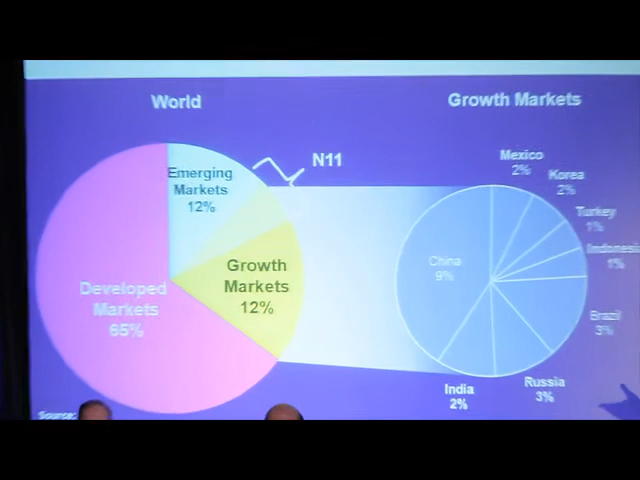 World
Growth Markets
Emerging
Markets
12%
N11
Growth
Markets
12%
Developed
Markets
65%
Mexico
2%
Korea
2%
Turkey
1%
Indonesia
1%
China
9%
Brazil
3%
Russia
3%
India
2%
Source: